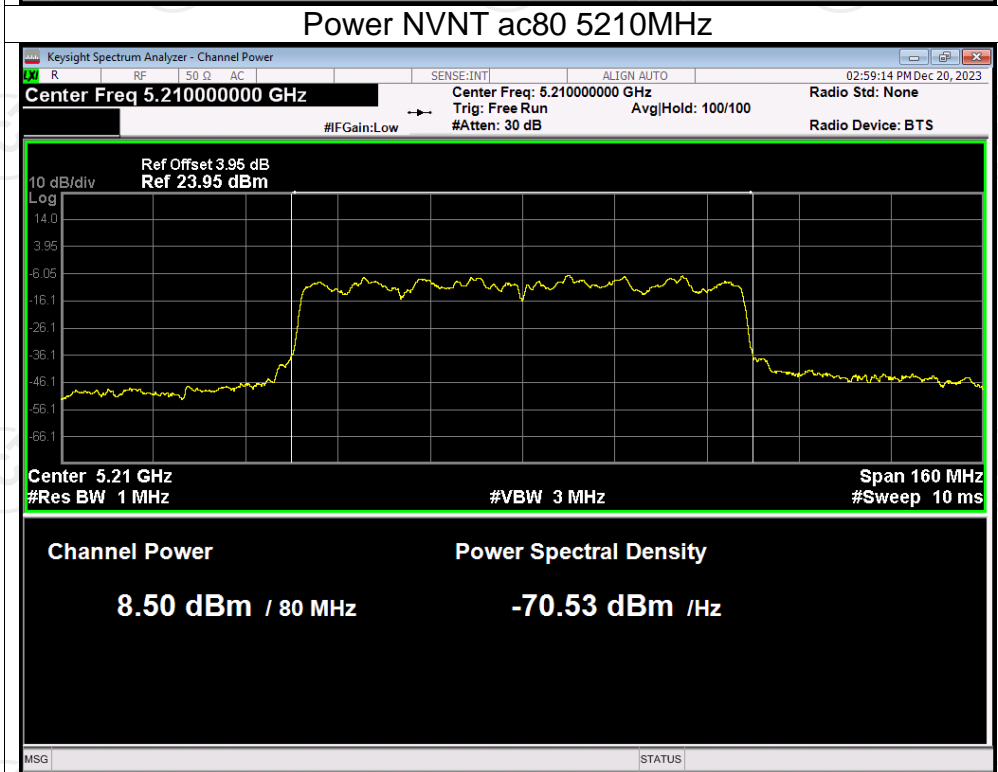 Power NVNT ac80 5210MHz
Keysight Spectrum Analyzer - Channel Power
LXI R RF 50 Ω AC SENSE:INT ALIGN AUTO 02:59:14 PM Dec 20, 2023
Center Freq 5.210000000 GHz Center Freq: 5.210000000 GHz Radio Std: None
Trig: Free Run Avg|Hold: 100/100
#IFGain:Low #Atten: 30 dB Radio Device: BTS
Ref Offset 3.95 dB
10 dB/div Ref 23.95 dBm
Log
14.0
3.95
-6.05
-16.1
-26.1
-36.1
-46.1
-56.1
-66.1
Center 5.21 GHz Span 160 MHz
#Res BW 1 MHz #VBW 3 MHz #Sweep 10 ms
Channel Power Power Spectral Density
8.50 dBm / 80 MHz -70.53 dBm /Hz
MSG STATUS